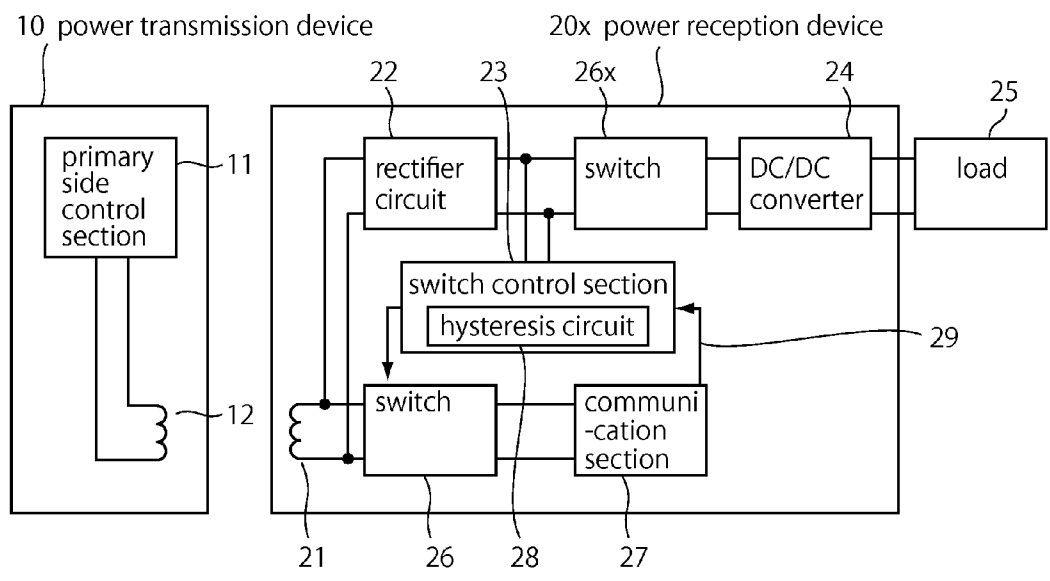 10 power transmission device
20x power reception device
22
23
26x
24
25
primary
side
control
section
11
rectifier
circuit
switch
DC/DC
converter
load
switch control section
hysteresis circuit
29
12
switch
communi
-cation
section
21
26
28
27